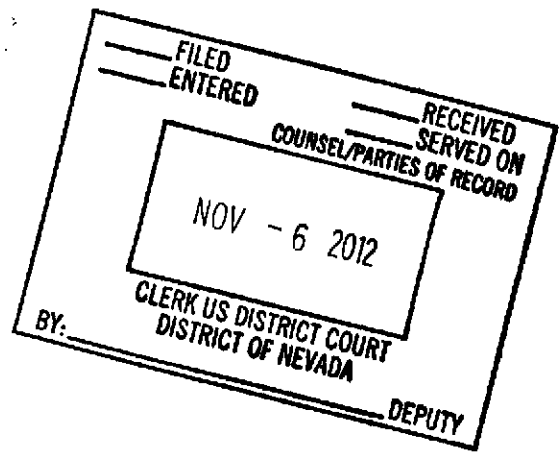 FILED
ENTERED
RECEIVED
SERVED ON
COUNSEL/PARTIES OF RECORD
NOV - 6 2012
CLERK US DISTRICT COURT
DISTRICT OF NEVADA
BY:
DEPUTY